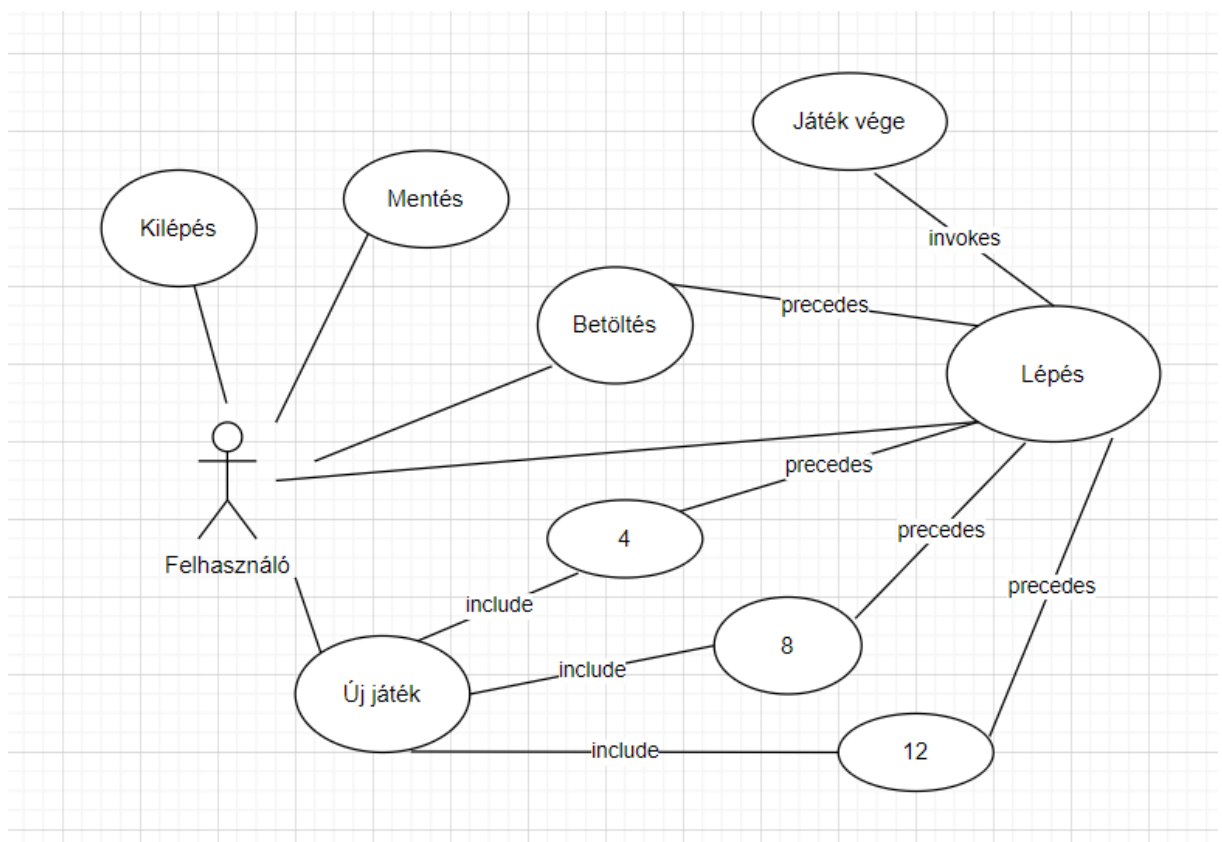 Játék vége
Mentés
Kilépés
invokes
precedes
Betöltés
Lépés
precedes
4
precedes
Felhasználó
precedes
include
8
include
Új játék
include
12